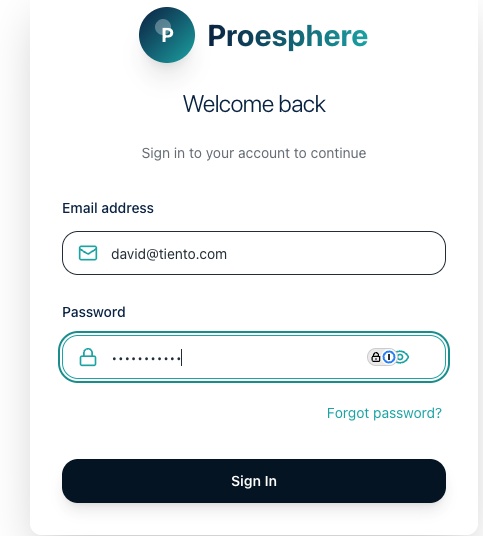 P Proesphere
Welcome back
Sign in to your account to continue
Email address
david@tiento.com
Password
•••••••••••
Forgot password?
Sign In